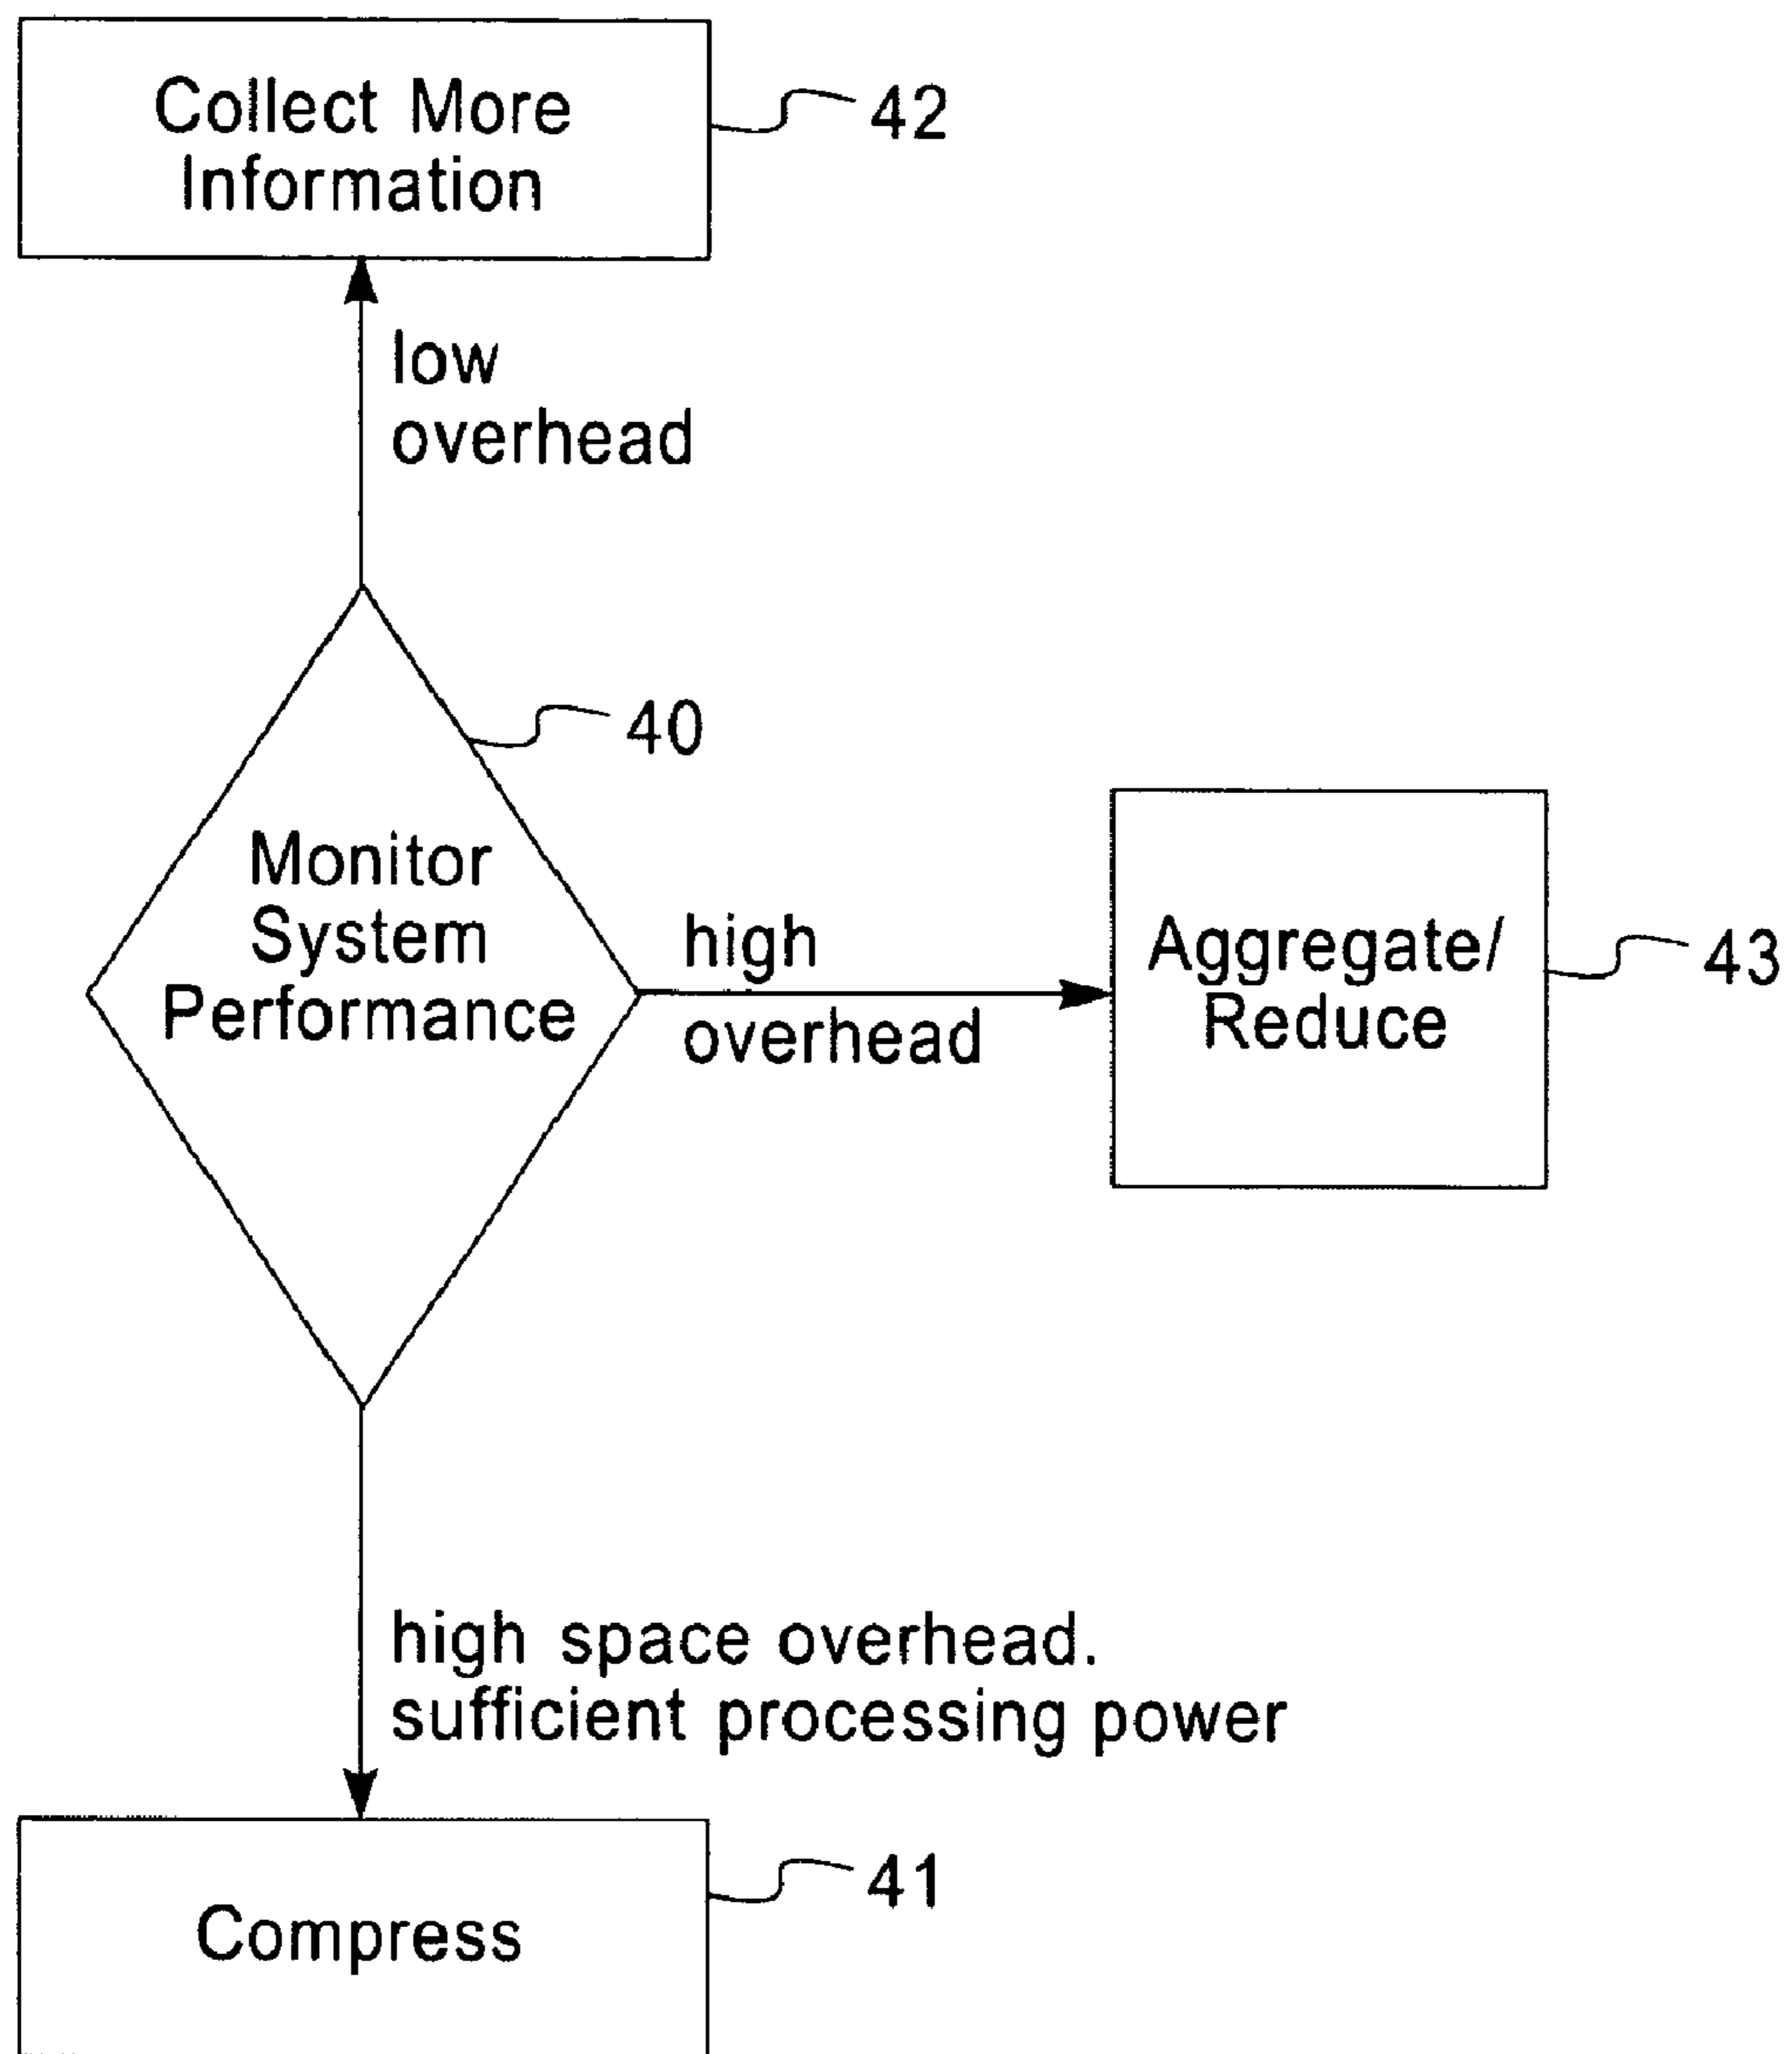 Collect More
Information
42
low
overhead
40
Monitor
System
Performance
high
overhead
Aggregate/
Reduce
43
high space overhead.
sufficient processing power
Compress
41